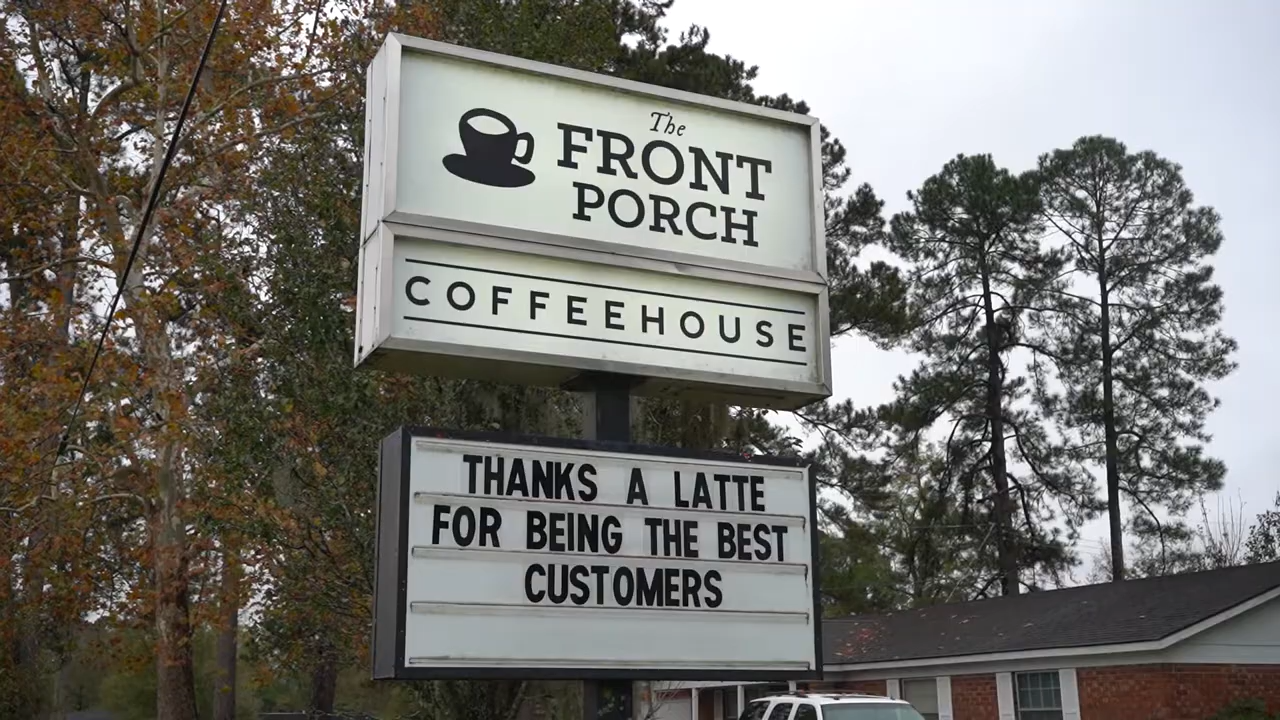 The
FRONT
PORCH
COFFEEHOUSE
THANKS A LATTE
FOR BEING THE BEST
CUSTOMERS